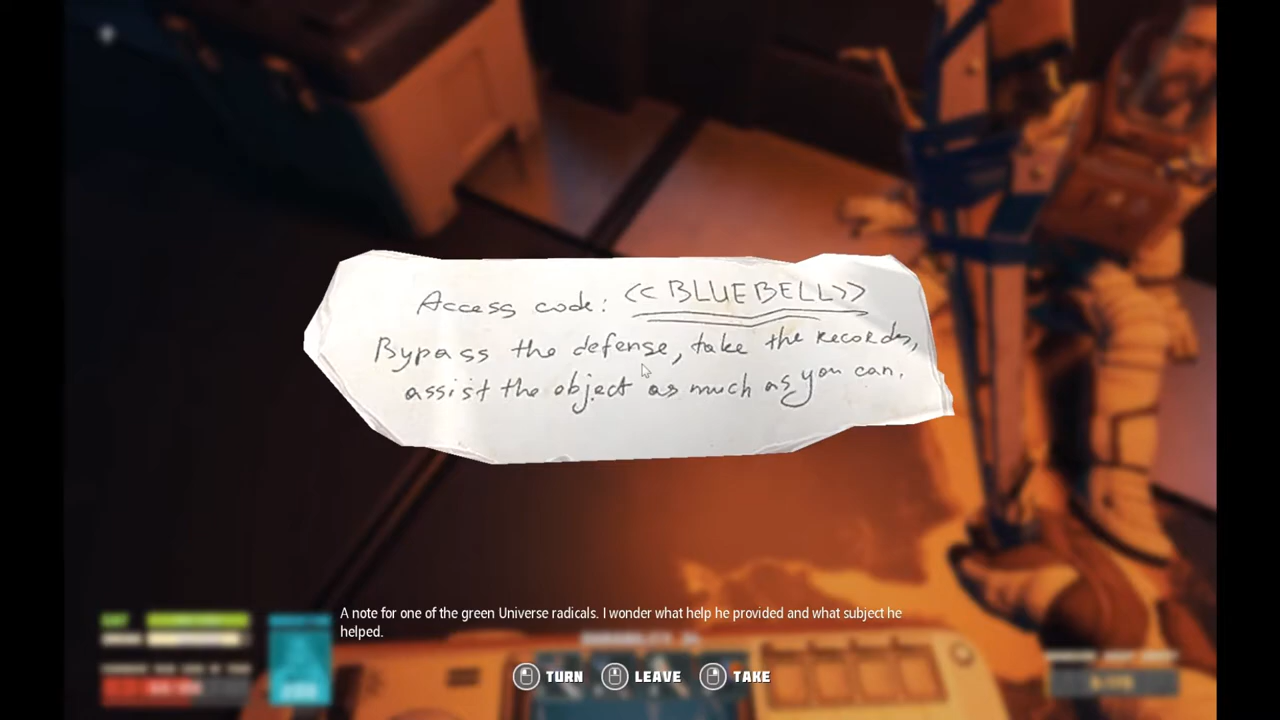 Access code: << BLUEBELL>>
Bypass the defense, take the records,
assist the object as much as you can.
A note for one of the green Universe radicals. I wonder what help he provided and what subject he
helped.
TURN LEAVE TAKE